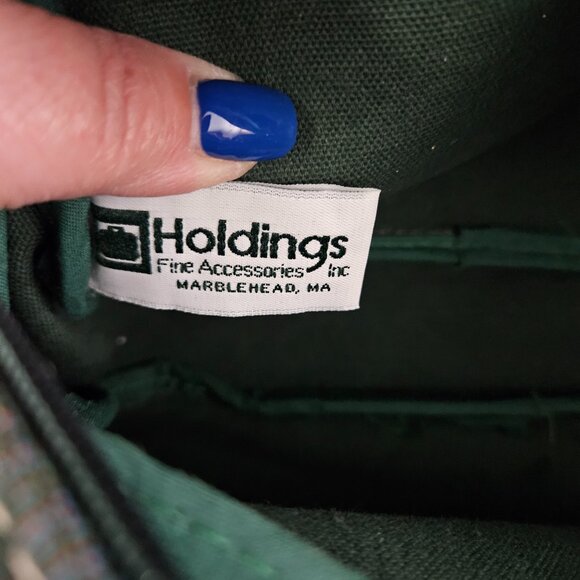 Holdings
Fine Accessories Inc
MARBLEHEAD, MA